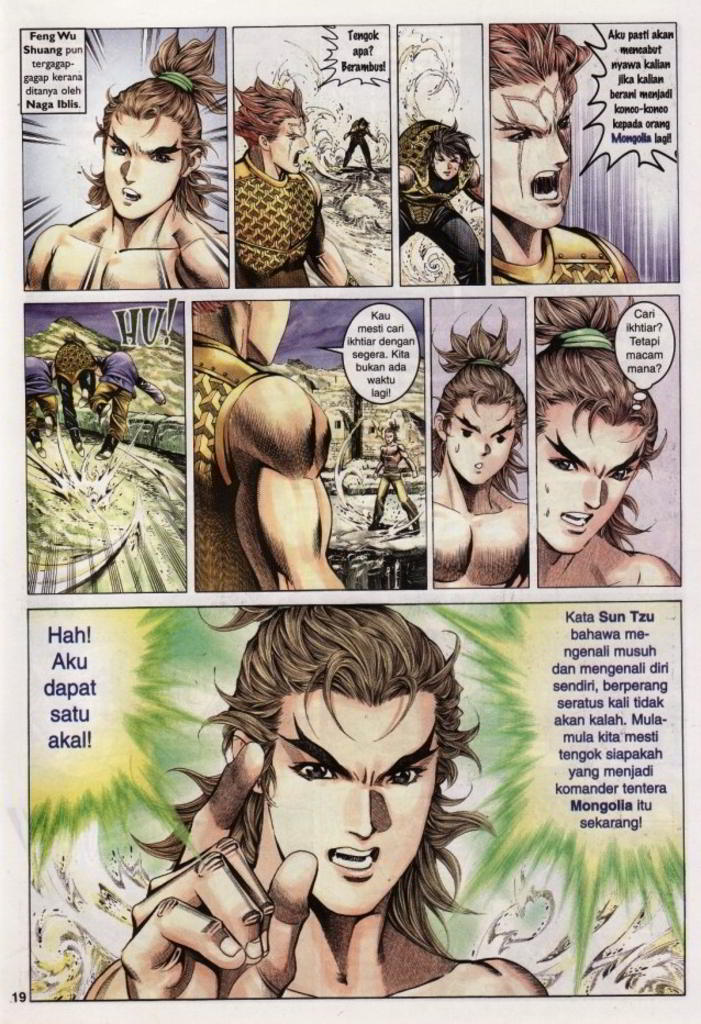 Feng Wu
Shuang pun
tergagap-
gagap kerana
ditanya oleh
Naga Iblis.
Tengok
apa?
Berambus!
Aku pasti akan
mencabut
nyawa kalian
jika kalian
berani menjadi
konco-konco
kepada orang
Mongolia lagi!
HU!
Kau
mesti cari
ikhtiar dengan
segera. Kita
bukan ada
waktu
lagi!
Cari
ikhtiar?
Tetapi
macam
mana?
Hah!
Aku
dapat
satu
akal!
Kata Sun Tzu
bahawa me-
ngenali musuh
dan mengenali diri
sendiri, berperang
seratus kali tidak
akan kalah. Mula-
mula kita mesti
tengok siapakah
yang menjadi
komander tentera
Mongolia itu
sekarang!
19